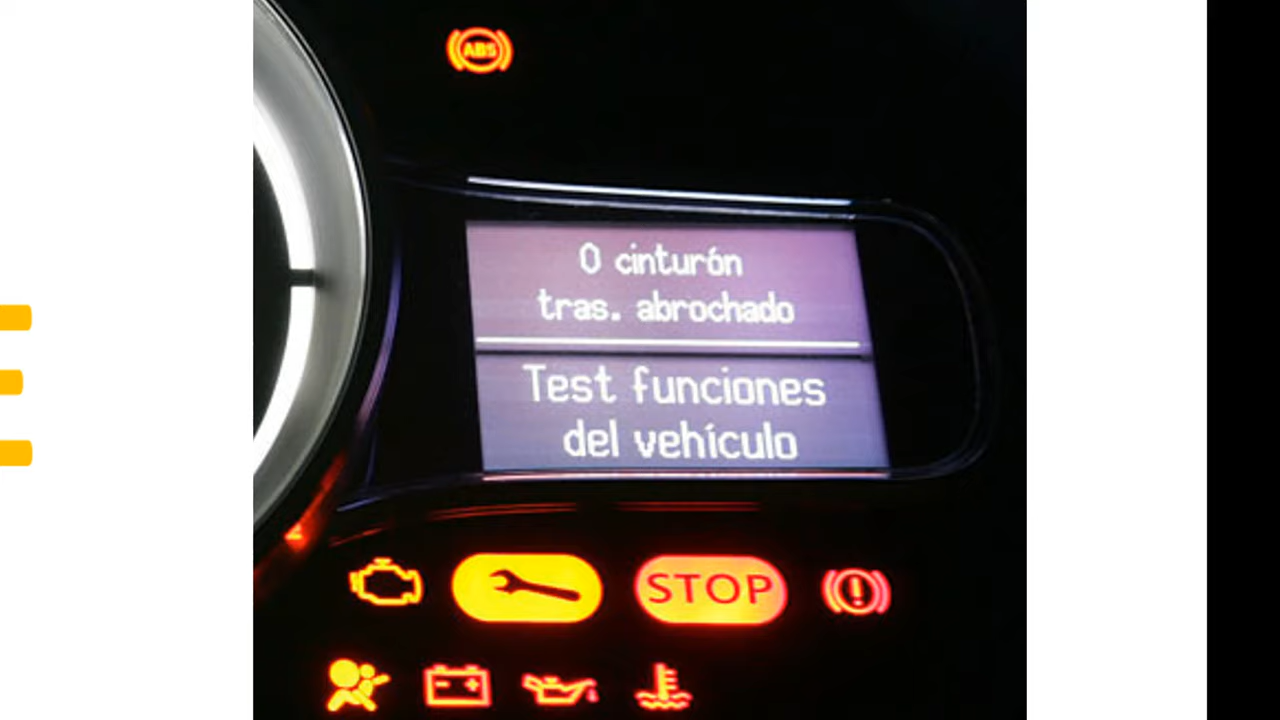 ABS
0 cinturón
tras. abrochado
Test funciones
del vehículo
STOP